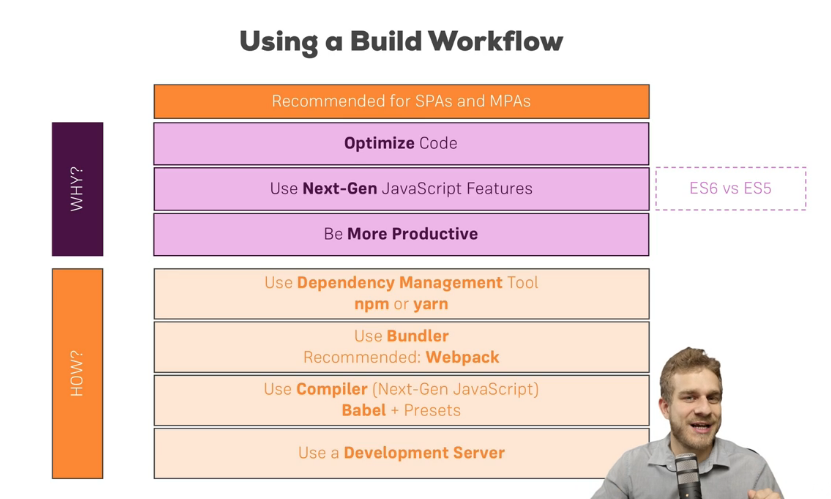 Using a Build Workflow
Recommended for SPAs and MPAs
WHY?
Optimize Code
Use Next-Gen JavaScript Features
ES6 vs ES5
Be More Productive
HOW?
Use Dependency Management Tool
npm or yarn
Use Bundler
Recommended: Webpack
Use Compiler (Next-Gen JavaScript)
Babel + Presets
Use a Development Server